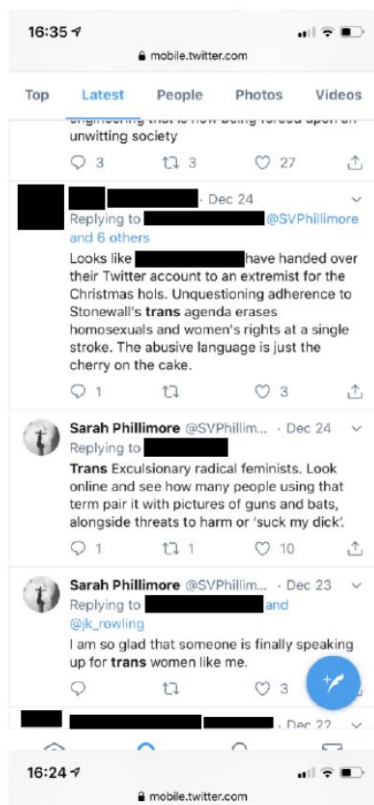 16:35
mobile.twitter.com
Top Latest People Photos Videos
unwitting society
3 3 27
Dec 24
Replying to @SVPhillimore
and 6 others
Looks like have handed over
their Twitter account to an extremist for the
Christmas hols. Unquestioning adherence to
Stonewall's trans agenda erases
homosexuals and women's rights at a single
stroke. The abusive language is just the
cherry on the cake.
1 3
Sarah Phillimore @SVPhillim... · Dec 24
Replying to
Trans Exculsionary radical feminists. Look
online and see how many people using that
term pair it with pictures of guns and bats,
alongside threats to harm or 'suck my dick'.
1 1 10
Sarah Phillimore @SVPhillim... · Dec 23
Replying to and
@jk_rowling
I am so glad that someone is finally speaking
up for trans women like me.
3
Dec 22
16:24
mobile.twitter.com